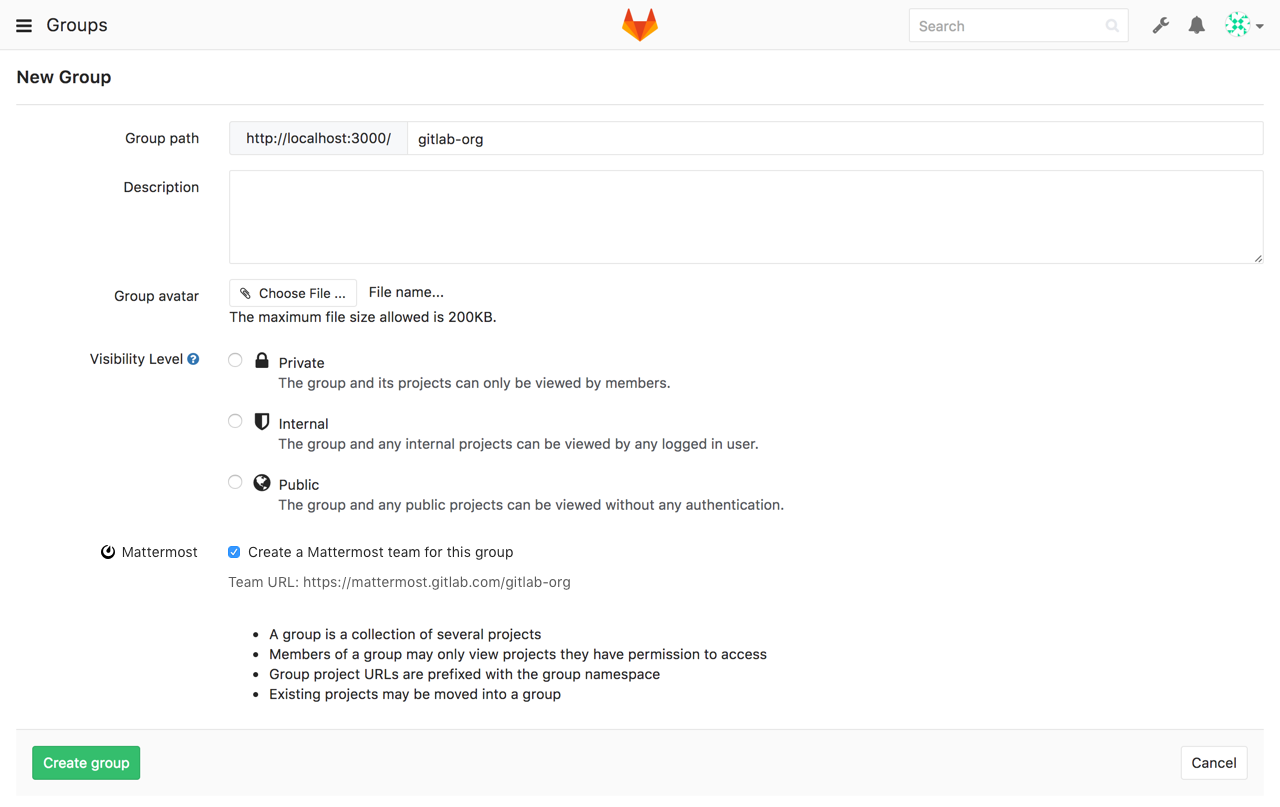 Groups
Search
New Group
Group path
http://localhost:3000/
gitlab-org
Description
Group avatar
Choose File ...
File name...
The maximum file size allowed is 200KB.
Visibility Level
Private
The group and its projects can only be viewed by members.
Internal
The group and any internal projects can be viewed by any logged in user.
Public
The group and any public projects can be viewed without any authentication.
Mattermost
Create a Mattermost team for this group
Team URL: https://mattermost.gitlab.com/gitlab-org
• A group is a collection of several projects
• Members of a group may only view projects they have permission to access
• Group project URLs are prefixed with the group namespace
• Existing projects may be moved into a group
Create group
Cancel